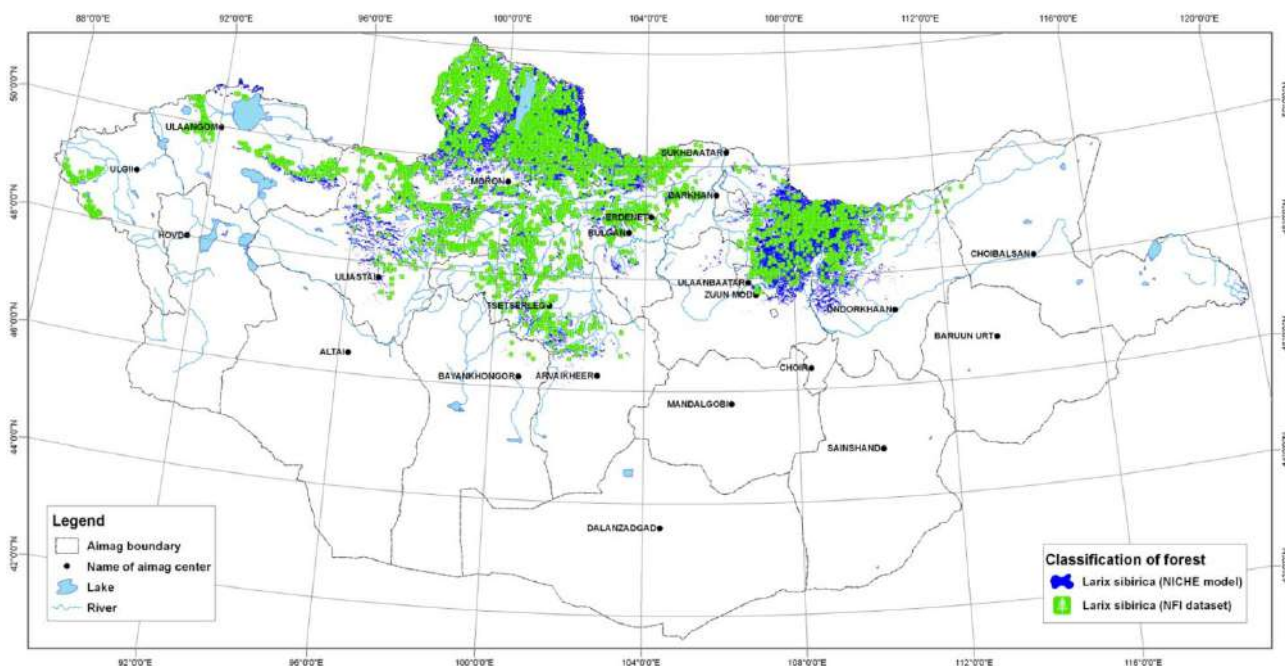 88°0'0"E 92°0'0"E 96°0'0"E 100°0'0"E 104°0'0"E 108°0'0"E 112°0'0"E 116°0'0"E 120°0'0"E
50°0'0"N
48°0'0"N
46°0'0"N
44°0'0"N
42°0'0"N
ULAANGOM
ULGII
HOVD
MORON
SUKHBAATAR
DARKHAN
ERDENET
BULGAN
ULIASTAI
TSETSERLEG
ULAANBAATAR
ZUUN MOD
CHOIBALSAN
ONDORKHAAN
BARUUN URT
ALTAI
BAYANKHONGOR
ARVAIKHEER
CHOIR
MANDALGOBI
SAINSHAND
DALANZADGAD
Legend
Aimag boundary
Name of aimag center
Lake
River
Classification of forest
Larix sibirica (NICHE model)
Larix sibirica (NFI dataset)
92°0'0"E 96°0'0"E 100°0'0"E 104°0'0"E 108°0'0"E 112°0'0"E 116°0'0"E